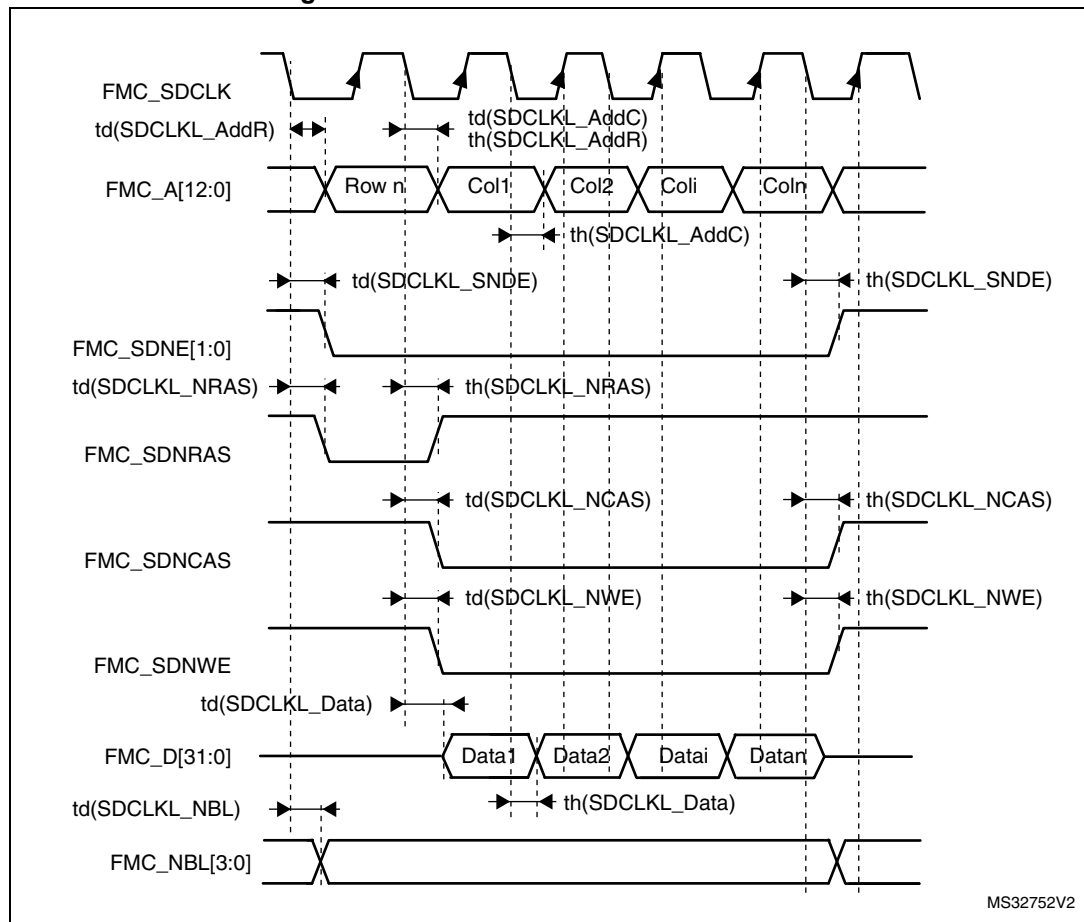 FMC_SDCLK
td(SDCLKL_AddR)
td(SDCLKL_AddC)
th(SDCLKL_AddR)
FMC_A[12:0]
Row n
Col1
Col2
Coli
Coln
th(SDCLKL_AddC)
td(SDCLKL_SNDE)
th(SDCLKL_SNDE)
FMC_SDNE[1:0]
td(SDCLKL_NRAS)
th(SDCLKL_NRAS)
FMC_SDNRAS
td(SDCLKL_NCAS)
th(SDCLKL_NCAS)
FMC_SDNCAS
td(SDCLKL_NWE)
th(SDCLKL_NWE)
FMC_SDNWE
td(SDCLKL_Data)
FMC_D[31:0]
Data1
Data2
Datai
Datan
td(SDCLKL_NBL)
th(SDCLKL_Data)
FMC_NBL[3:0]
MS32752V2